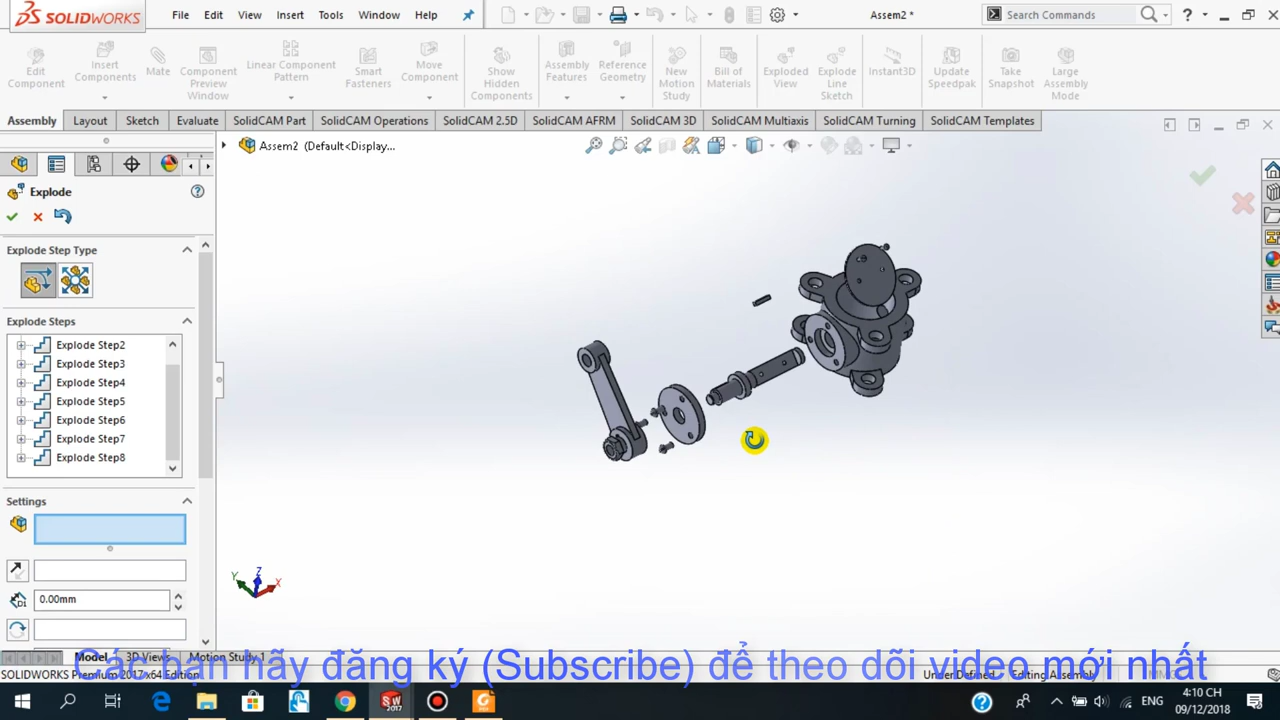 SOLIDWORKS
File Edit View Insert Tools Window Help
Assem2 *
Search Commands
?
Edit Component
Insert Components
Mate
Component Preview Window
Linear Component Pattern
Smart Fasteners
Move Component
Show Hidden Components
Assembly Features
Reference Geometry
New Motion Study
Bill of Materials
Exploded View
Explode Line Sketch
Instant3D
Update Speedpak
Take Snapshot
Large Assembly Mode
Assembly Layout Sketch Evaluate SolidCAM Part SolidCAM Operations SolidCAM 2.5D SolidCAM AFRM SolidCAM 3D SolidCAM Multiaxis SolidCAM Turning SolidCAM Templates
Assem2 (Default<Display...
Explode
Explode Step Type
Explode Steps
Explode Step2
Explode Step3
Explode Step4
Explode Step5
Explode Step6
Explode Step7
Explode Step8
Settings
D1 0.00mm
Y Z X
Model 3D Views Motion Study 1
Các bạn hãy đăng ký (Subscribe) để theo dõi video mới nhất
SOLIDWORKS Premium 2017 x64 Edition
Under Defined Editing Assembly
SW 2017
ENG
4:10 CH
09/12/2018